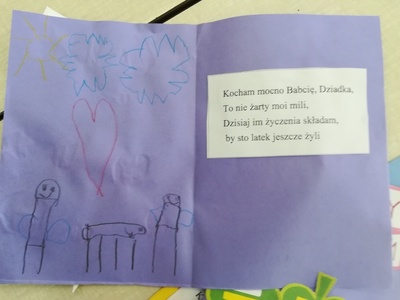 Kocham mocno Babcię, Dziadka,
To nie żarty moi mili,
Dzisiaj im życzenia składam,
by sto latek jeszcze żyli